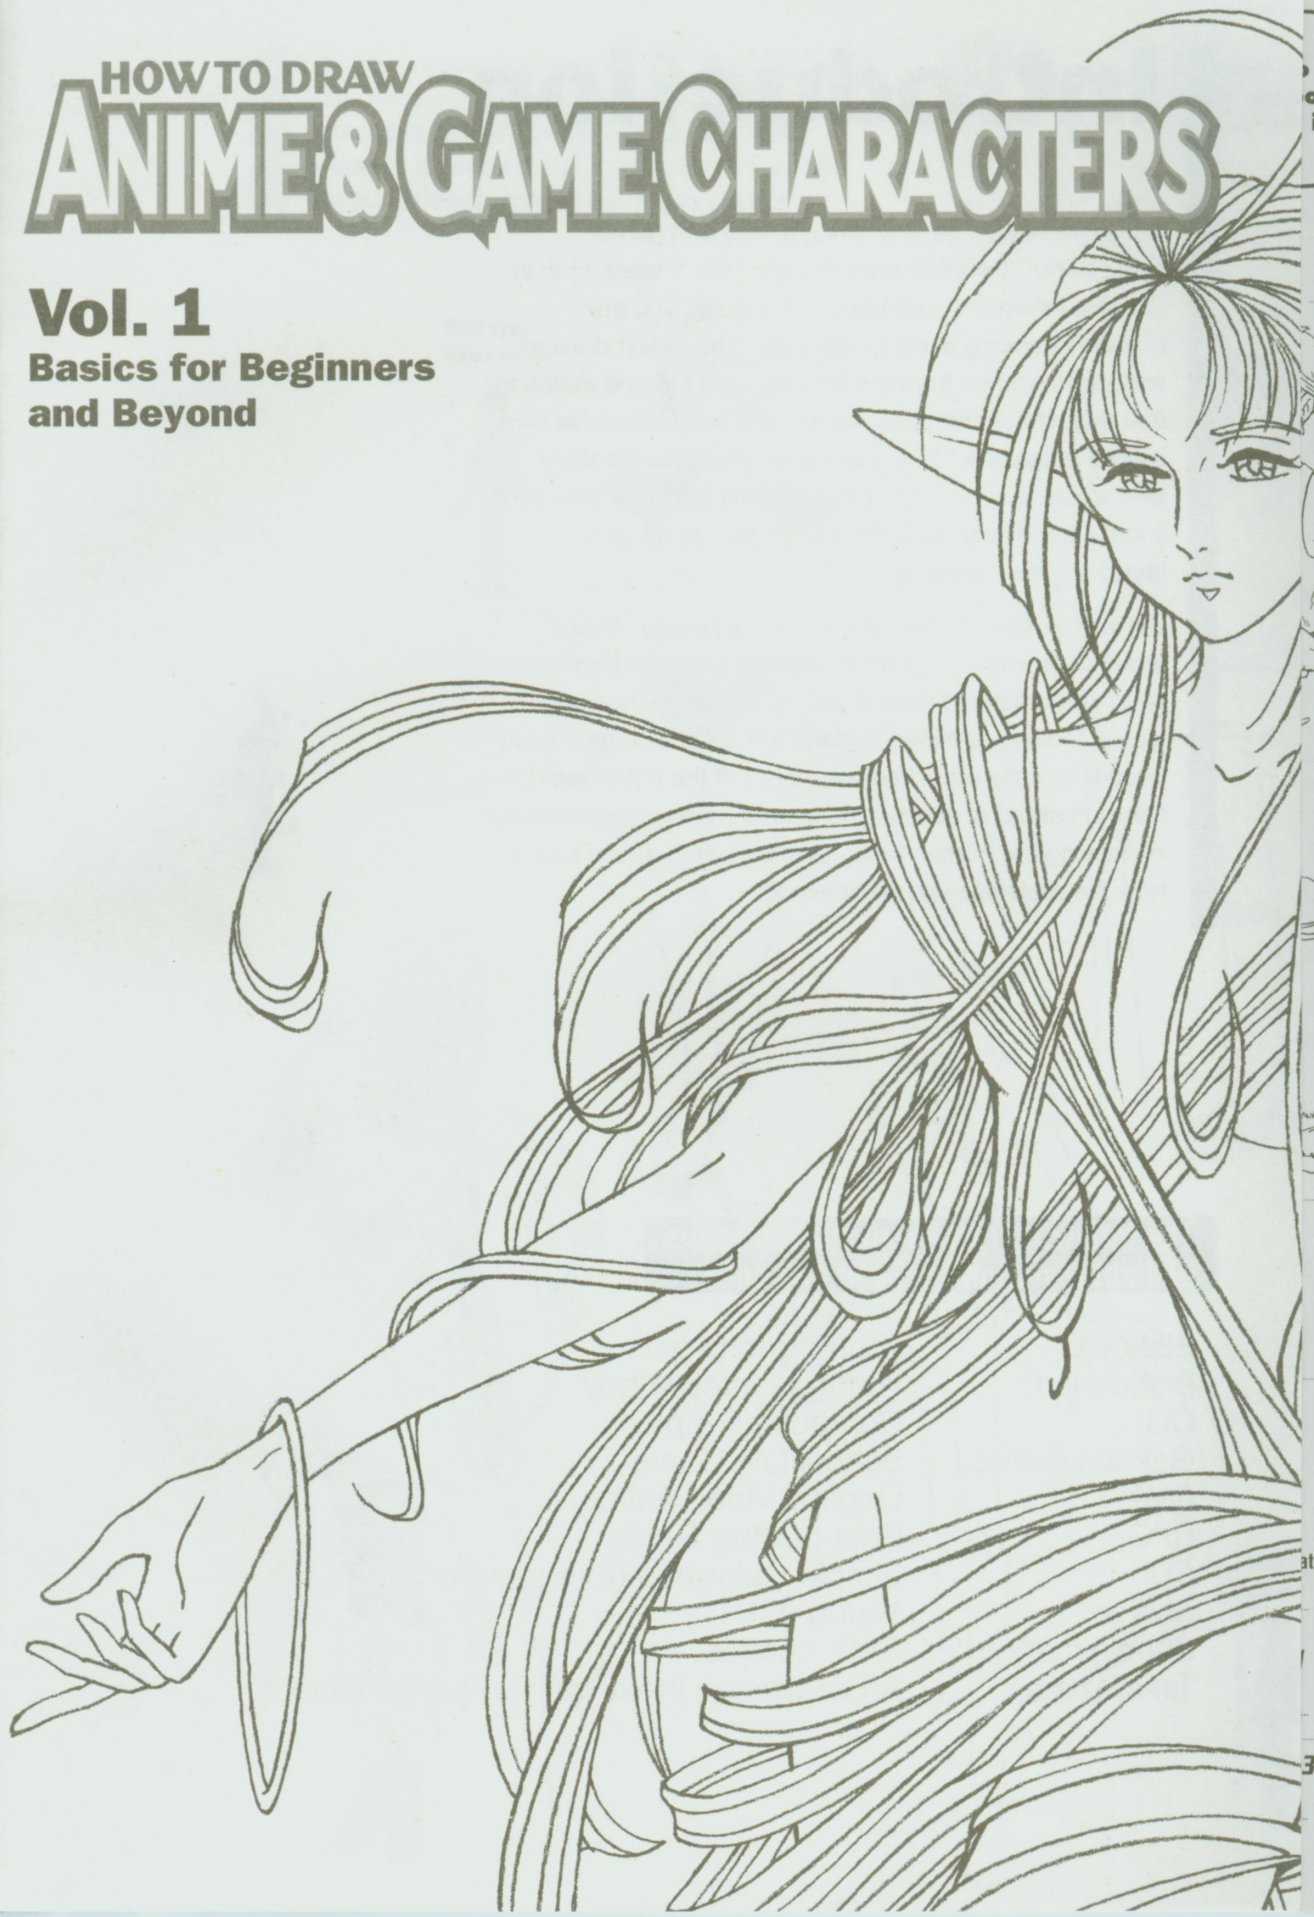 HOW TO DRAW
ANIME & GAME CHARACTERS
Vol. 1
Basics for Beginners
and Beyond